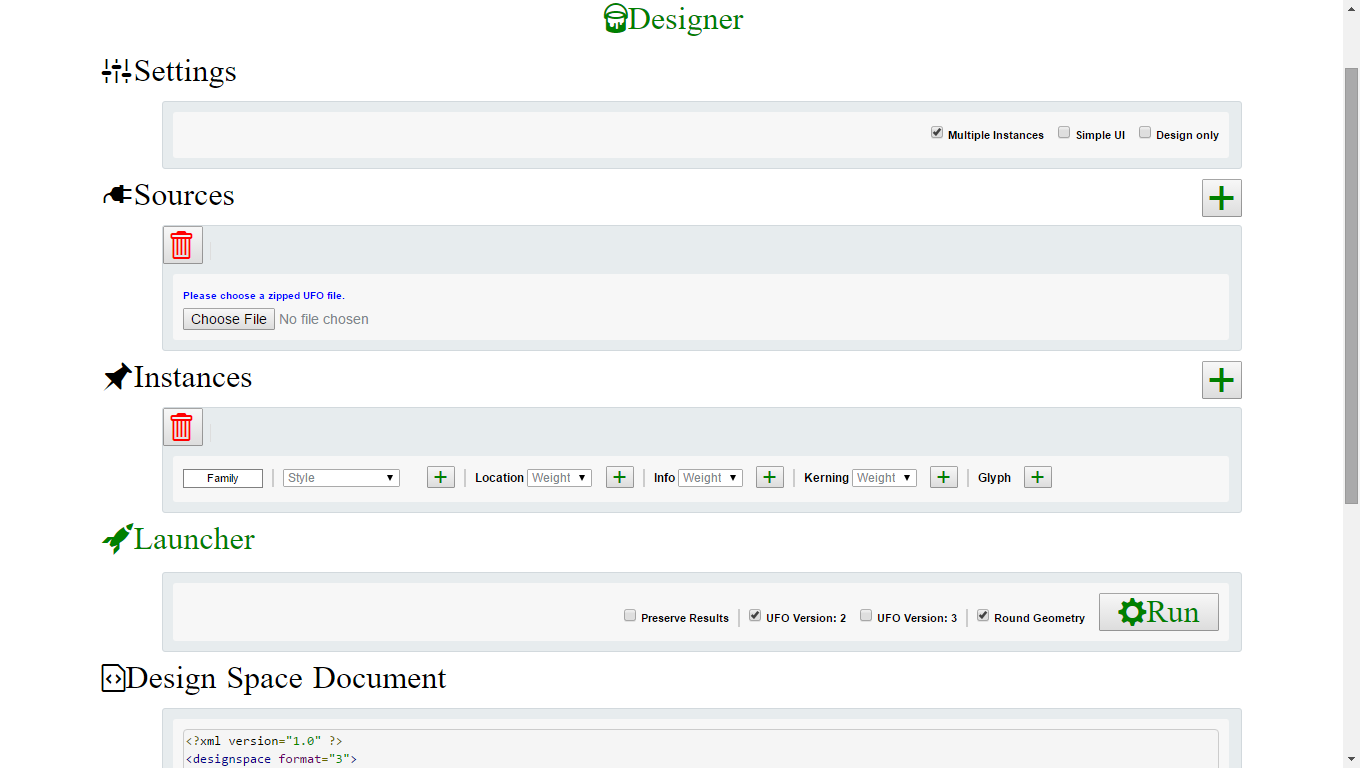 Designer
Settings
Multiple Instances Simple UI Design only
Sources
Please choose a zipped UFO file.
Choose File No file chosen
Instances
Family Style Location Weight Info Weight Kerning Weight Glyph
Launcher
Preserve Results UFO Version: 2 UFO Version: 3 Round Geometry Run
Design Space Document
<?xml version="1.0" ?>
<designspace format="3">